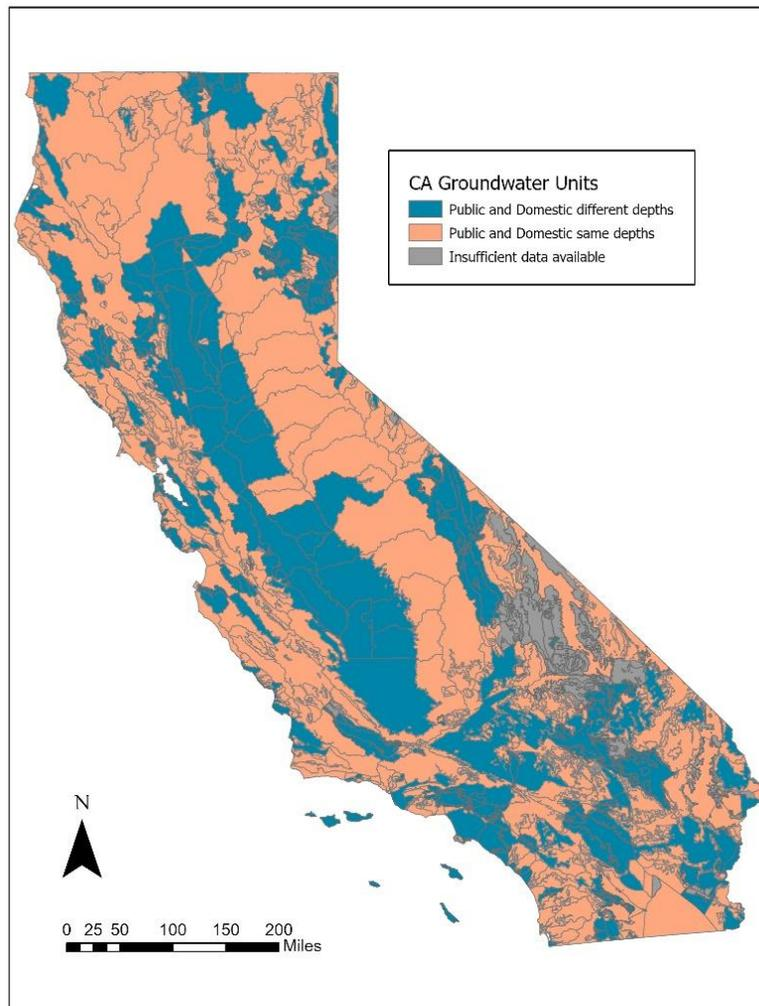 CA Groundwater Units
Public and Domestic different depths
Public and Domestic same depths
Insufficient data available
N
0 25 50 100 150 200
Miles